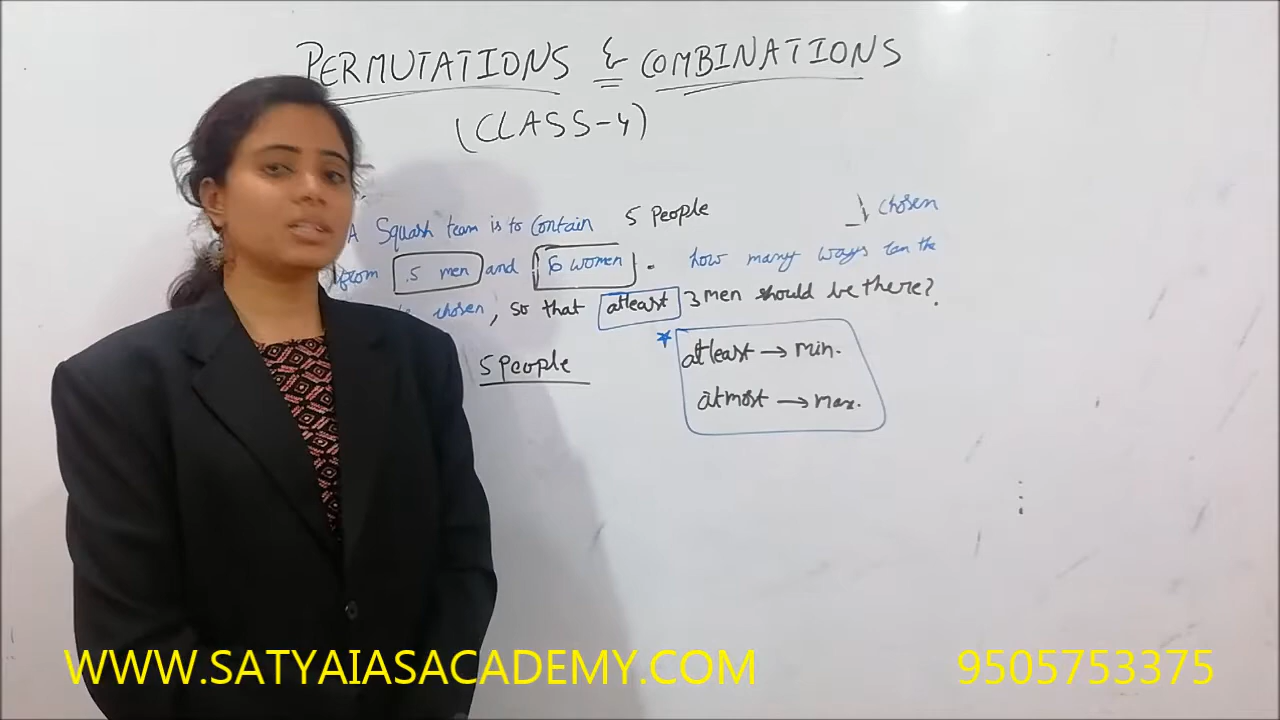 PERMUTATIONS & COMBINATIONS
(CLASS-4)
A Squash team is to contain 5 People chosen
from 5 men and 6 women. how many ways can the
chosen, so that atleast 3 men should be there?
5 People
* atleast → min.
atmost → max.
WWW.SATYAIASACADEMY.COM 9505753375